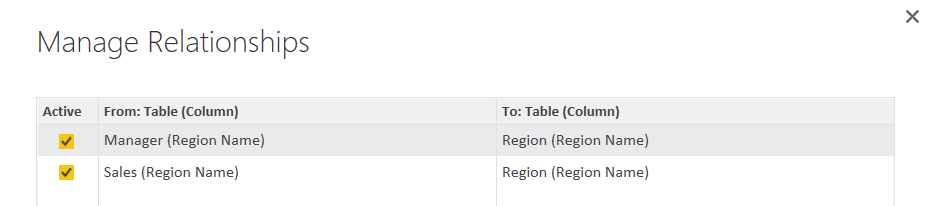 Manage Relationships
Active From: Table (Column) To: Table (Column)
Manager (Region Name) Region (Region Name)
Sales (Region Name) Region (Region Name)